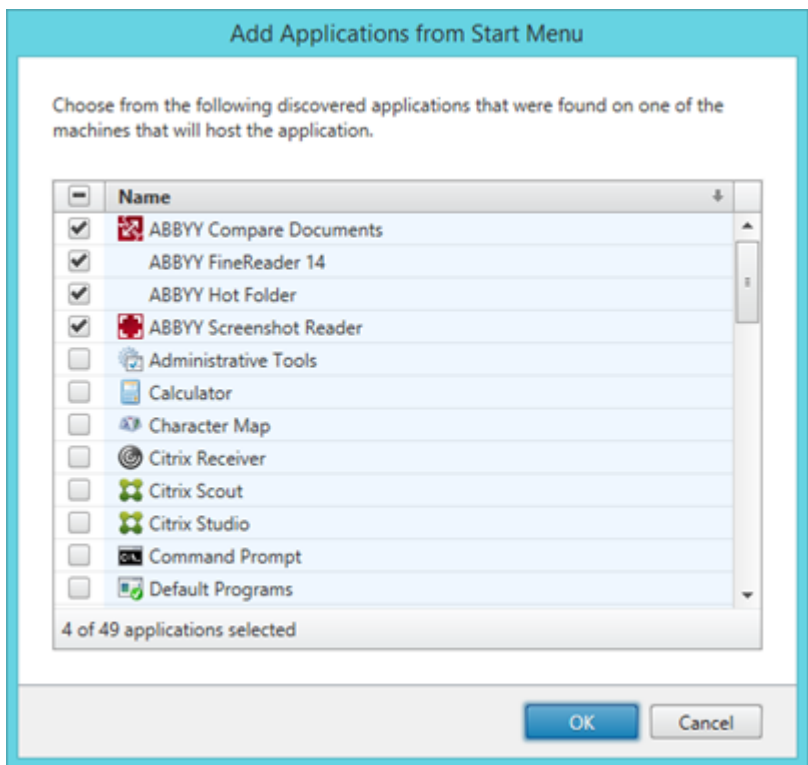 Add Applications from Start Menu
Choose from the following discovered applications that were found on one of the
machines that will host the application.
Name
ABBYY Compare Documents
ABBYY FineReader 14
ABBYY Hot Folder
ABBYY Screenshot Reader
Administrative Tools
Calculator
Character Map
Citrix Receiver
Citrix Scout
Citrix Studio
Command Prompt
Default Programs
4 of 49 applications selected
OK Cancel